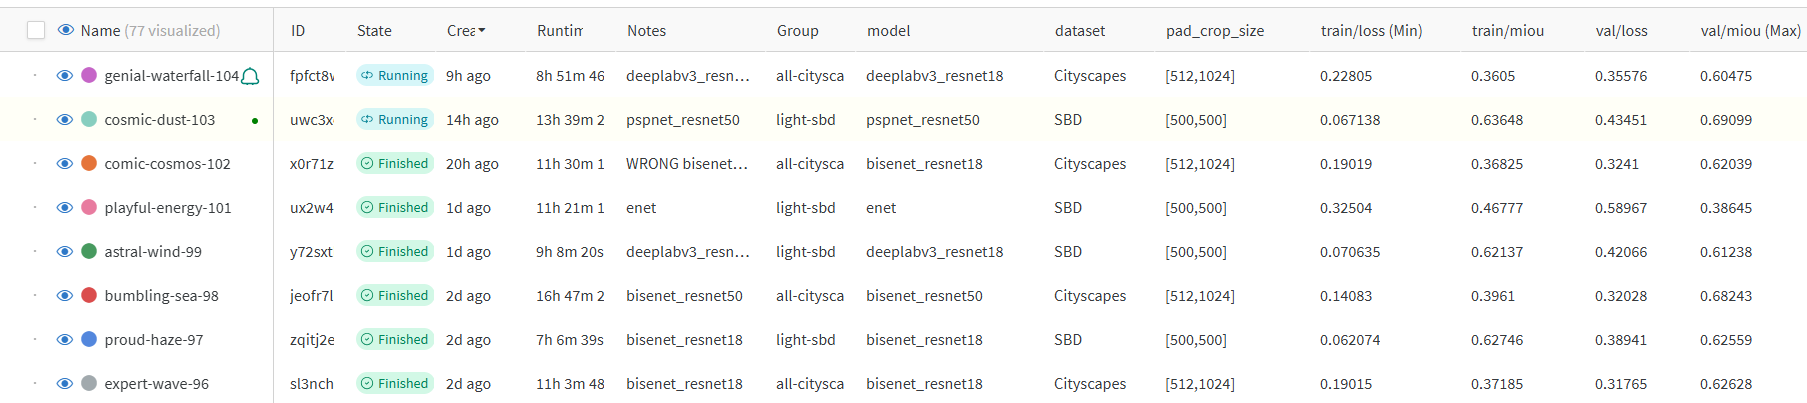 Name (77 visualized) ID State Crea Runtim Notes Group model dataset pad_crop_size train/loss (Min) train/miou val/loss val/miou (Max)
genial-waterfall-104 fpfct8v Running 9h ago 8h 51m 46 deeplabv3_resn... all-citysca deeplabv3_resnet18 Cityscapes [512,1024] 0.22805 0.3605 0.35576 0.60475
cosmic-dust-103 uwc3x Running 14h ago 13h 39m 2 pspnet_resnet50 light-sbd pspnet_resnet50 SBD [500,500] 0.067138 0.63648 0.43451 0.69099
comic-cosmos-102 x0r71z Finished 20h ago 11h 30m 1 WRONG bisenet... all-citysca bisenet_resnet18 Cityscapes [512,1024] 0.19019 0.36825 0.3241 0.62039
playful-energy-101 ux2w4 Finished 1d ago 11h 21m 1 enet light-sbd enet SBD [500,500] 0.32504 0.46777 0.58967 0.38645
astral-wind-99 y72sxt Finished 1d ago 9h 8m 20s deeplabv3_resn... light-sbd deeplabv3_resnet18 SBD [500,500] 0.070635 0.62137 0.42066 0.61238
bumbling-sea-98 jeofr7l Finished 2d ago 16h 47m 2 bisenet_resnet50 all-citysca bisenet_resnet50 Cityscapes [512,1024] 0.14083 0.3961 0.32028 0.68243
proud-haze-97 zqitj2e Finished 2d ago 7h 6m 39s bisenet_resnet18 light-sbd bisenet_resnet18 SBD [500,500] 0.062074 0.62746 0.38941 0.62559
expert-wave-96 sl3nch Finished 2d ago 11h 3m 48 bisenet_resnet18 all-citysca bisenet_resnet18 Cityscapes [512,1024] 0.19015 0.37185 0.31765 0.62628